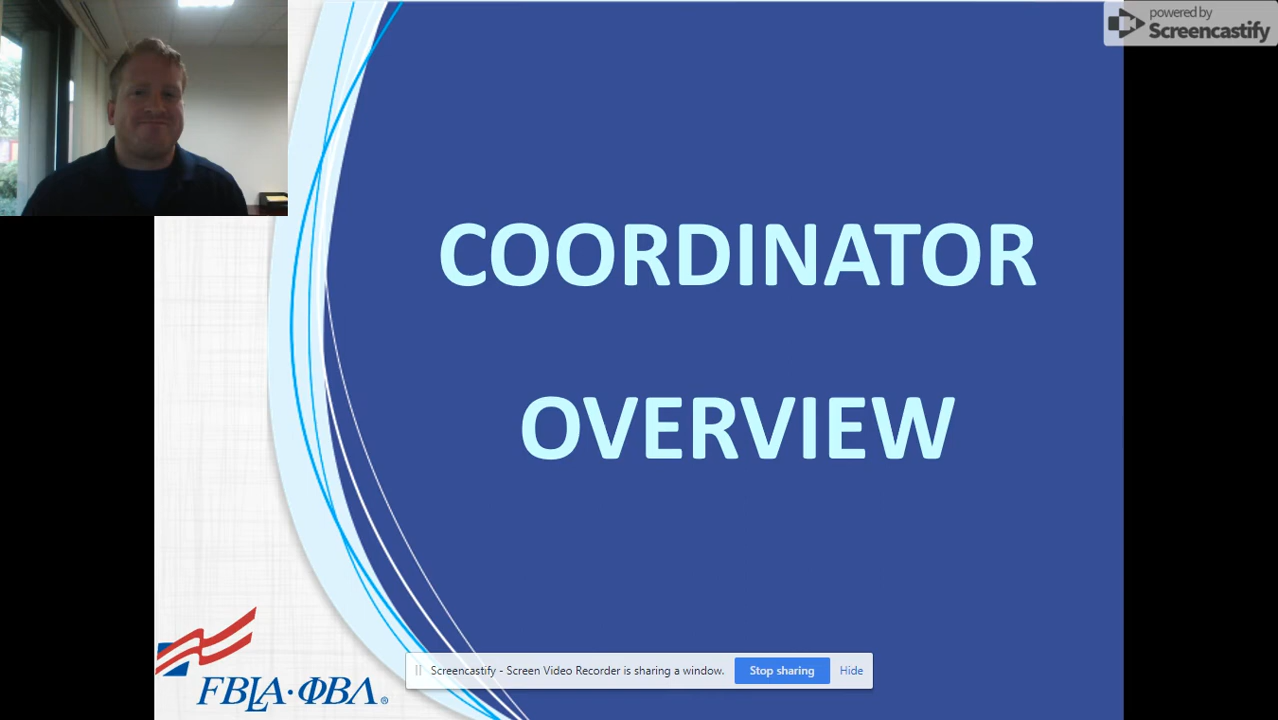 powered by
Screencastify
COORDINATOR
OVERVIEW
Screencastify - Screen Video Recorder is sharing a window. Stop sharing Hide
FBLA·ΦΒΛ®